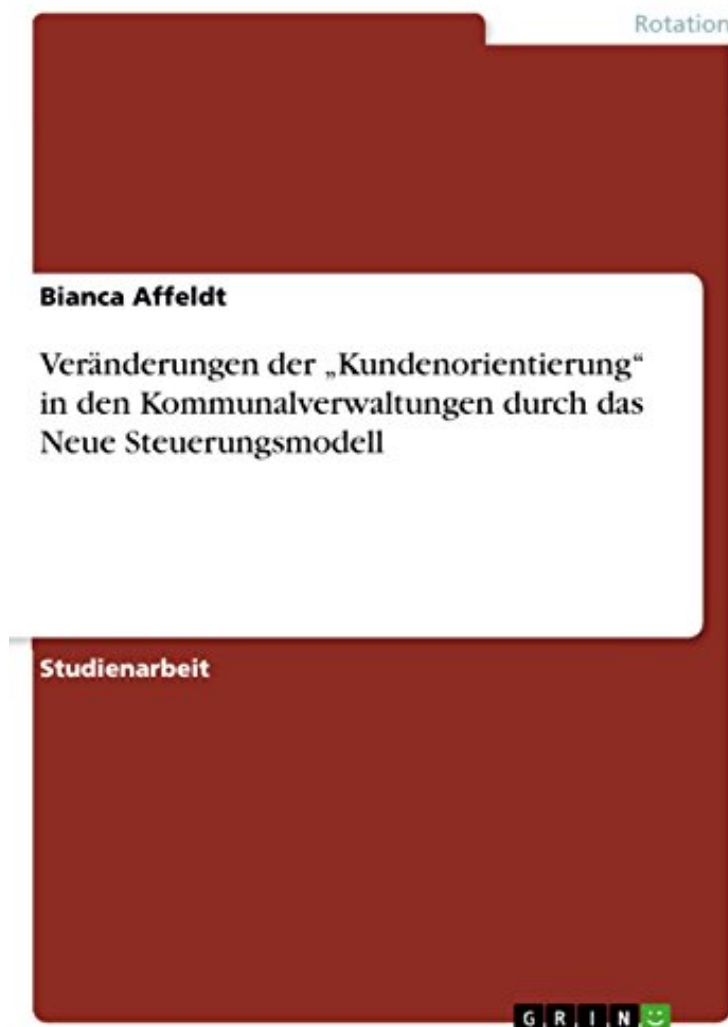 Rotation
Bianca Affeldt
Veränderungen der „Kundenorientierung“
in den Kommunalverwaltungen durch das
Neue Steuerungsmodell
Studienarbeit
GRIN